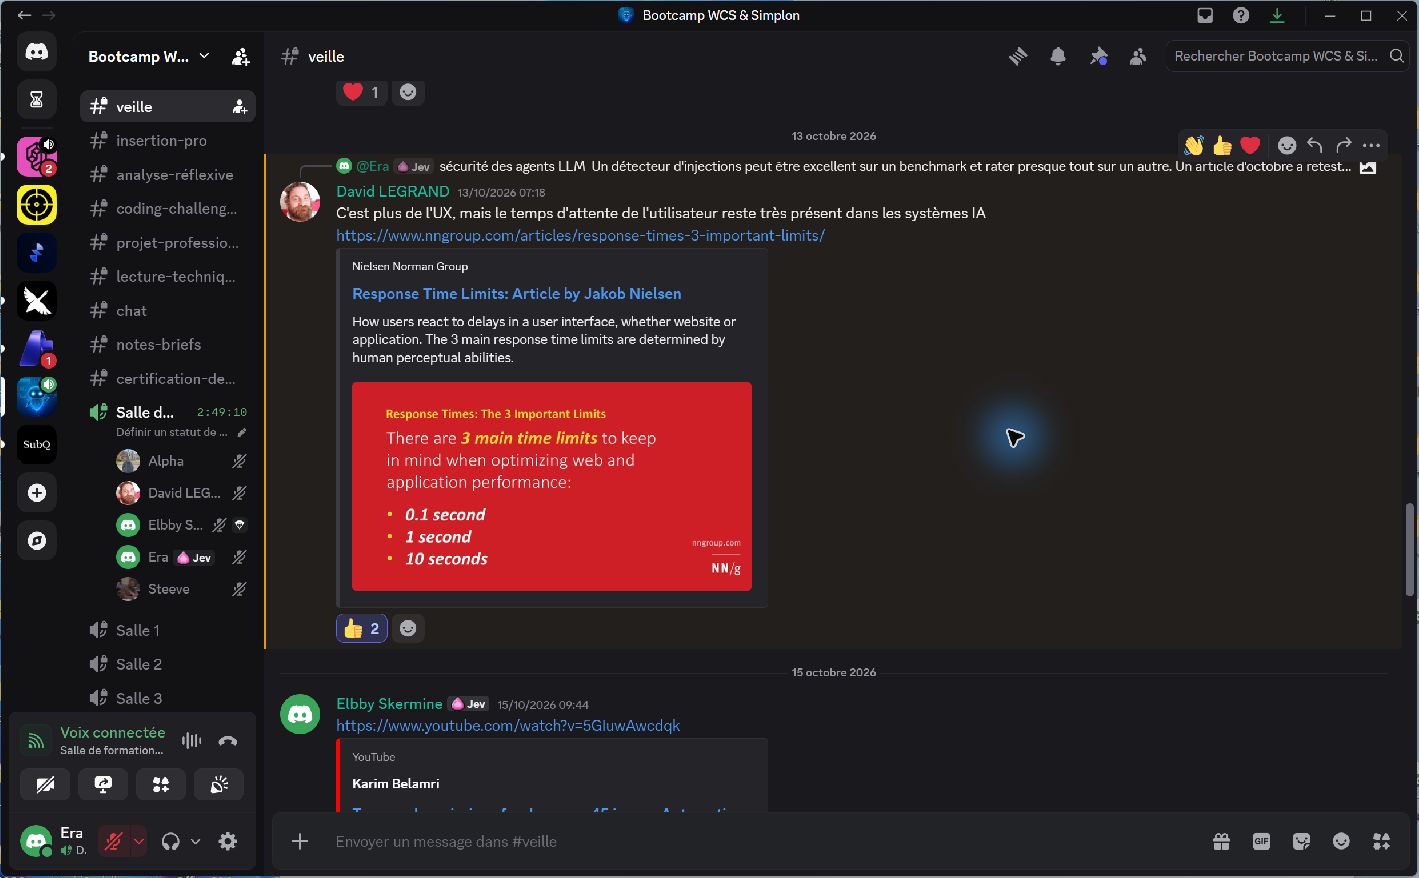 Bootcamp WCS & Simplon
Bootcamp W...
veille
Rechercher Bootcamp WCS & Si...
veille
insertion-pro
analyse-réflexive
coding-challeng...
projet-professio...
lecture-techniq...
chat
notes-briefs
certification-de...
Salle d... 2:49:10
Définir un statut de ...
Alpha
David LEG...
Elbby S...
Era Jev
Steeve
Salle 1
Salle 2
Salle 3
2
1
SubQ
Voix connectée
Salle de formation...
Era
D.
1
13 octobre 2026
@Era Jev sécurité des agents LLM Un détecteur d'injections peut être excellent sur un benchmark et rater presque tout sur un autre. Un article d'octobre a retest...
David LEGRAND 13/10/2026 07:18
C'est plus de l'UX, mais le temps d'attente de l'utilisateur reste très présent dans les systèmes IA
https://www.nngroup.com/articles/response-times-3-important-limits/
Nielsen Norman Group
Response Time Limits: Article by Jakob Nielsen
How users react to delays in a user interface, whether website or
application. The 3 main response time limits are determined by
human perceptual abilities.
Response Times: The 3 Important Limits
There are 3 main time limits to keep
in mind when optimizing web and
application performance:
• 0.1 second
• 1 second
• 10 seconds
nngroup.com
NN/g
2
15 octobre 2026
Elbby Skermine Jev 15/10/2026 09:44
https://www.youtube.com/watch?v=5GIuwAwcdqk
YouTube
Karim Belamri
Envoyer un message dans #veille
GIF